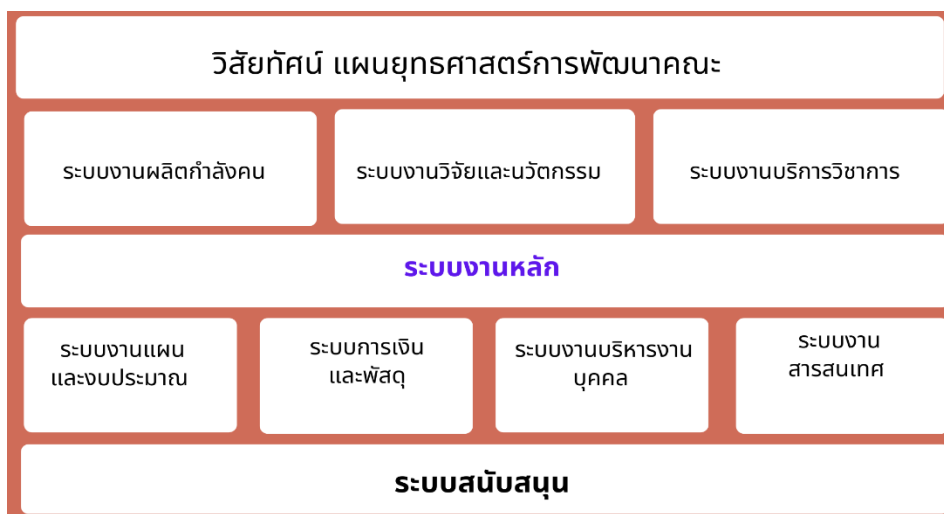 วิสัยทัศน์ แผนยุทธศาสตร์การพัฒนาคณะ
ระบบงานผลิตกำลังคน
ระบบงานวิจัยและนวัตกรรม
ระบบงานบริการวิชาการ
ระบบงานหลัก
ระบบงานแผน
และงบประมาณ
ระบบการเงิน
และพัสดุ
ระบบงานบริหารงาน
บุคคล
ระบบงาน
สารสนเทศ
ระบบสนับสนุน